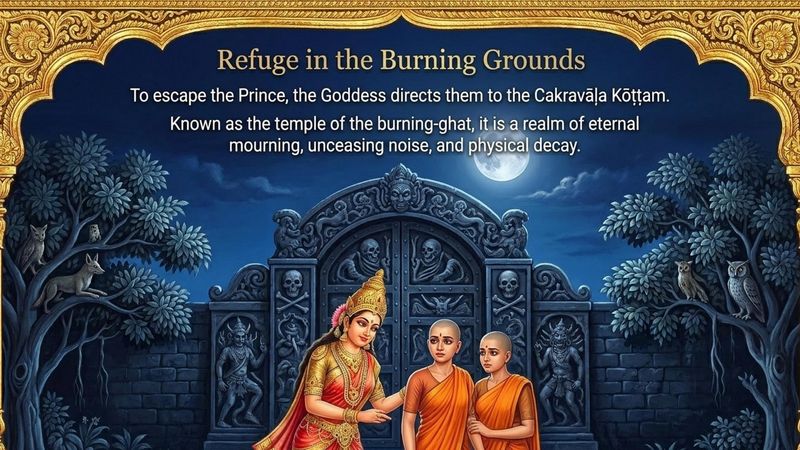 Refuge in the Burning Grounds
To escape the Prince, the Goddess directs them to the Cakravāḷa Kōṭṭam.
Known as the temple of the burning-ghat, it is a realm of eternal
mourning, unceasing noise, and physical decay.